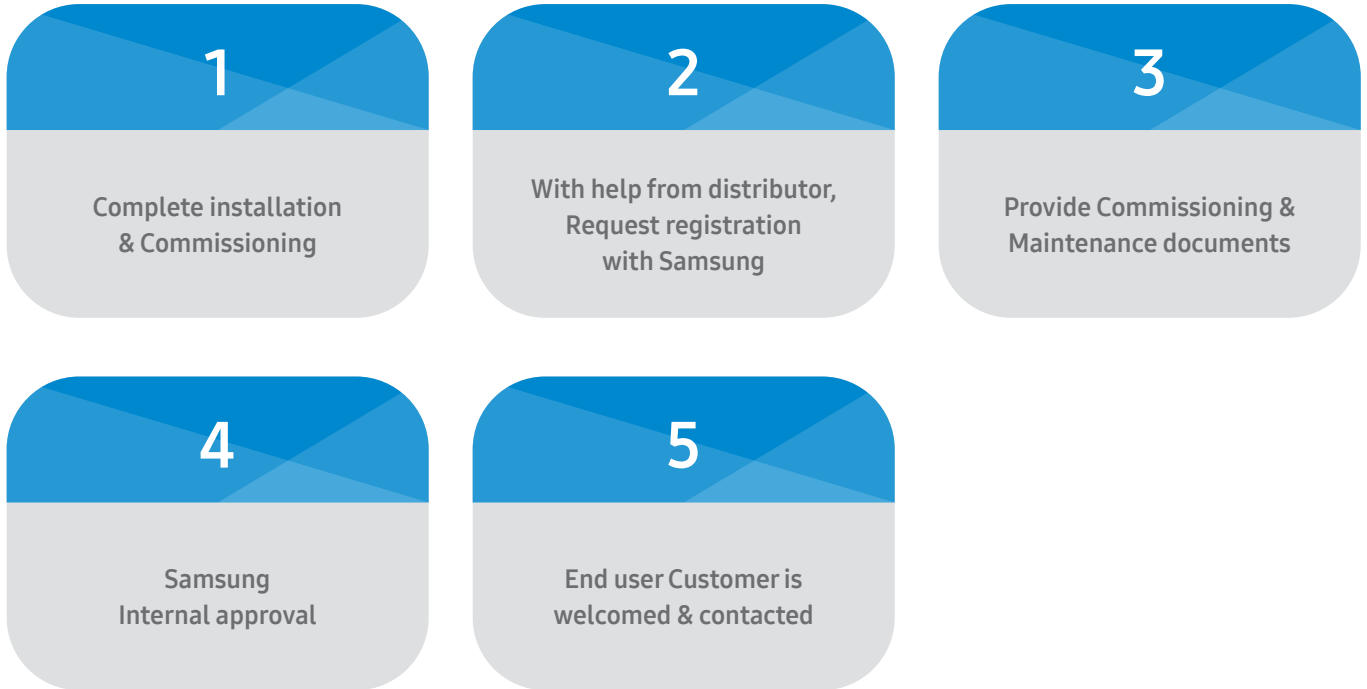 1
Complete installation
& Commissioning
2
With help from distributor,
Request registration
with Samsung
3
Provide Commissioning &
Maintenance documents
4
Samsung
Internal approval
5
End user Customer is
welcomed & contacted